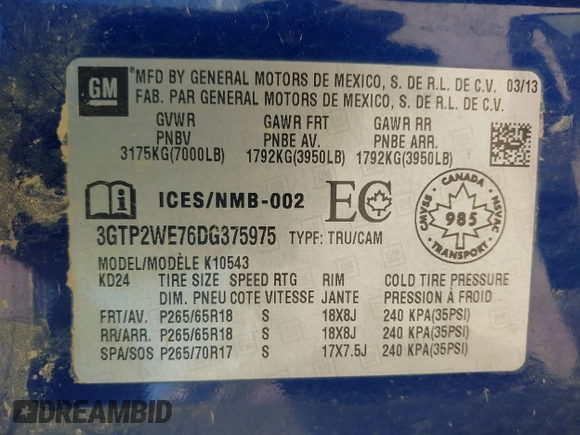 GM
*MFD BY GENERAL MOTORS DE MEXICO, S. DE R.L. DE C.V. 03/13
FAB. PAR GENERAL MOTORS DE MEXICO, S. DE R.L. DE C.V.
GVWR GAWR FRT GAWR RR
PNBV PNBE AV. PNBE ARR.
3175KG(7000LB) 1792KG(3950LB) 1792KG(3950LB)
i ICES/NMB-002 EC CANADA CMVSS NSVAC 985 TRANSPORT
3GTP2WE76DG375975 TYPF: TRU/CAM
MODEL/MODÈLE K10543
KD24 TIRE SIZE SPEED RTG RIM COLD TIRE PRESSURE
DIM. PNEU COTE VITESSE JANTE PRESSION À FROID
FRT/AV. P265/65R18 S 18X8J 240 KPA(35PSI)
RR/ARR. P265/65R18 S 18X8J 240 KPA(35PSI)
SPA/SOS P265/70R17 S 17X7.5J 240 KPA(35PSI)
DREAMBID